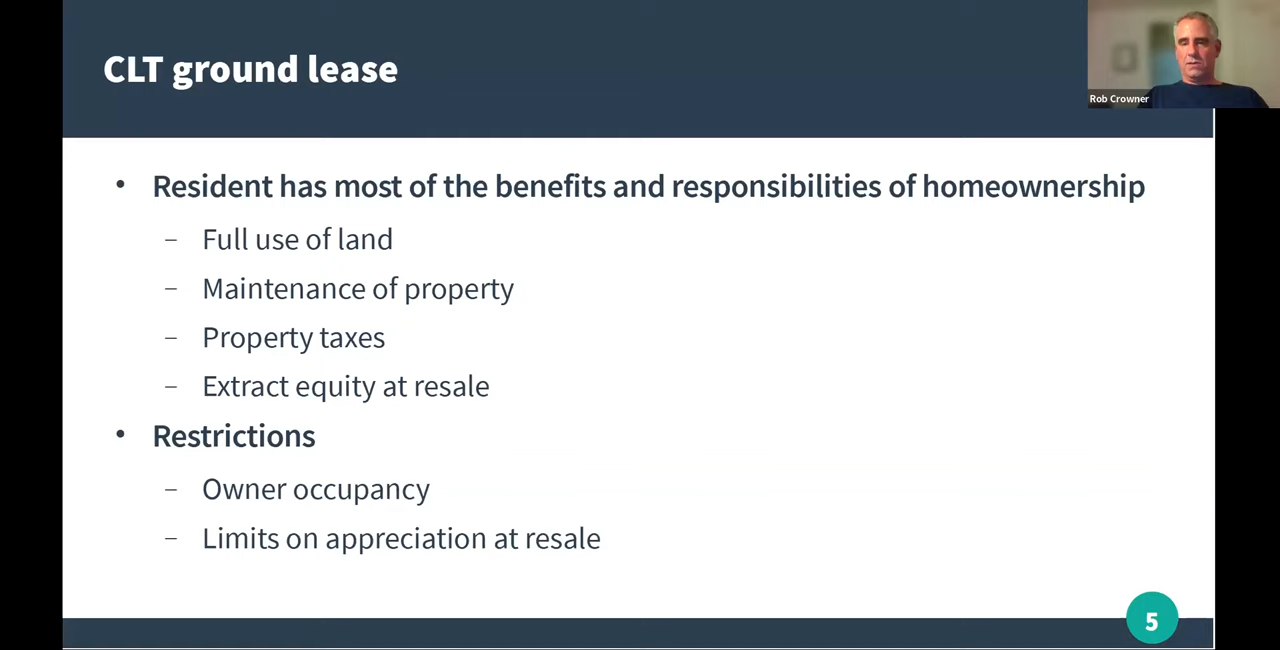 CLT ground lease
Rob Crowner
• Resident has most of the benefits and responsibilities of homeownership
– Full use of land
– Maintenance of property
– Property taxes
– Extract equity at resale
• Restrictions
– Owner occupancy
– Limits on appreciation at resale
5